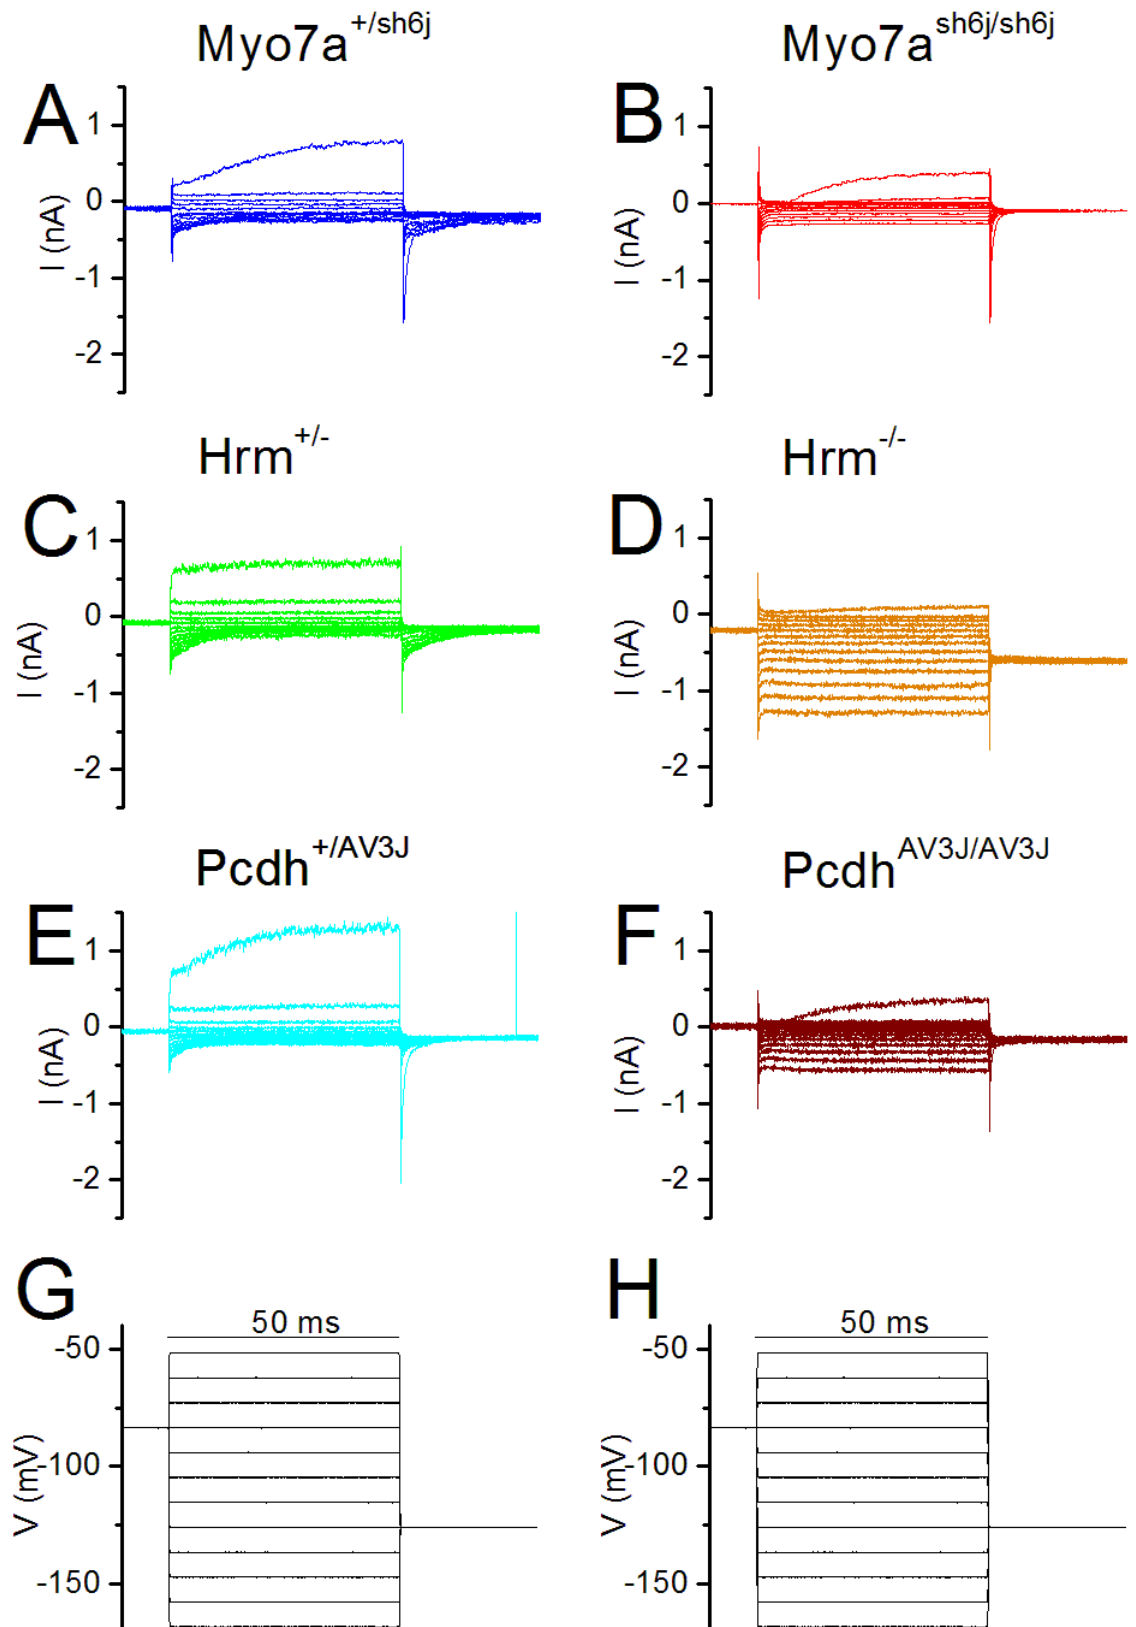 Myo7a+/sh6j
Myo7ash6j/sh6j
A
1
0
-1
-2
I (nA)
B
1
0
-1
-2
I (nA)
Hrm+/-
Hrm-/-
C
1
0
-1
-2
I (nA)
D
1
0
-1
-2
I (nA)
Pcdh+/AV3J
PcdhAV3J/AV3J
E
1
0
-1
-2
I (nA)
F
1
0
-1
-2
I (nA)
G
50 ms
-50
-100
-150
V (mV)
H
50 ms
-50
-100
-150
V (mV)